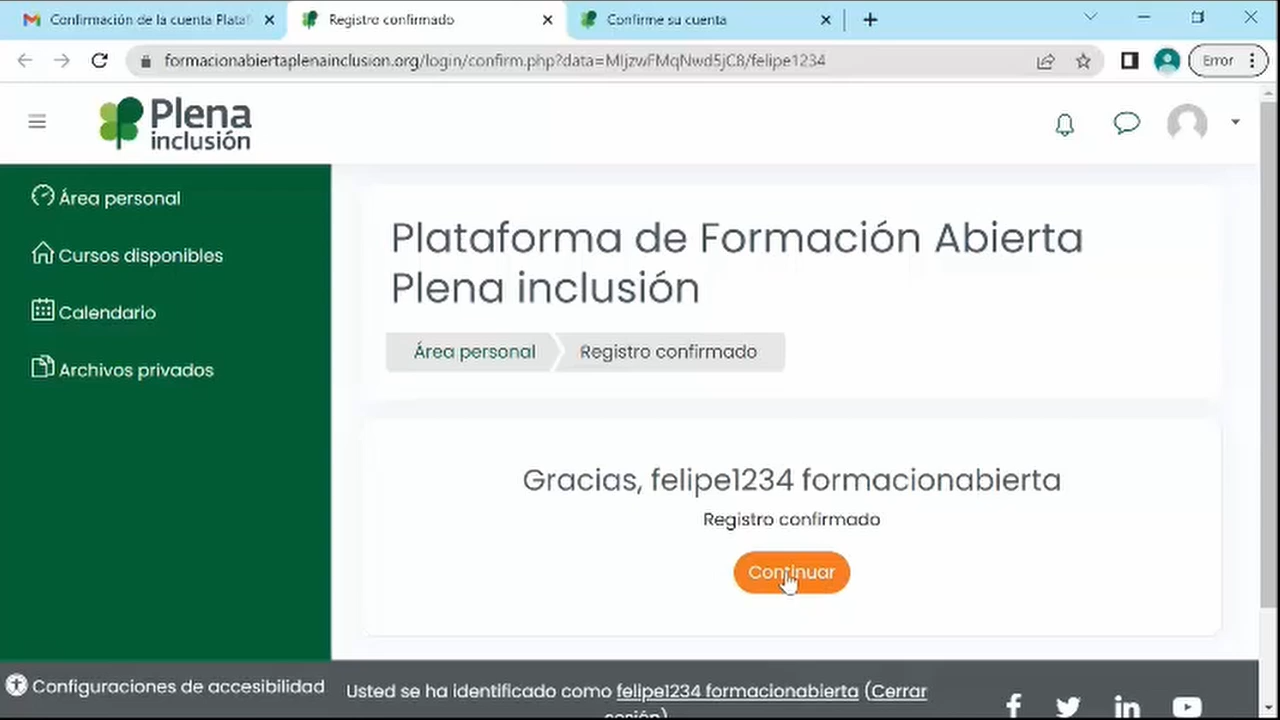 Confirmación de la cuenta Plata
Registro confirmado
Confirme su cuenta
formacionabiertaplenainclusion.org/login/confirm.php?data=MIjzwFMqNwd5jC8/felipe1234
Error
Plena
inclusión
Área personal
Cursos disponibles
Calendario
Archivos privados
Plataforma de Formación Abierta
Plena inclusión
Área personal
Registro confirmado
Gracias, felipe1234 formacionabierta
Registro confirmado
Continuar
Configuraciones de accesibilidad
Usted se ha identificado como felipe1234 formacionabierta (Cerrar
sesión)